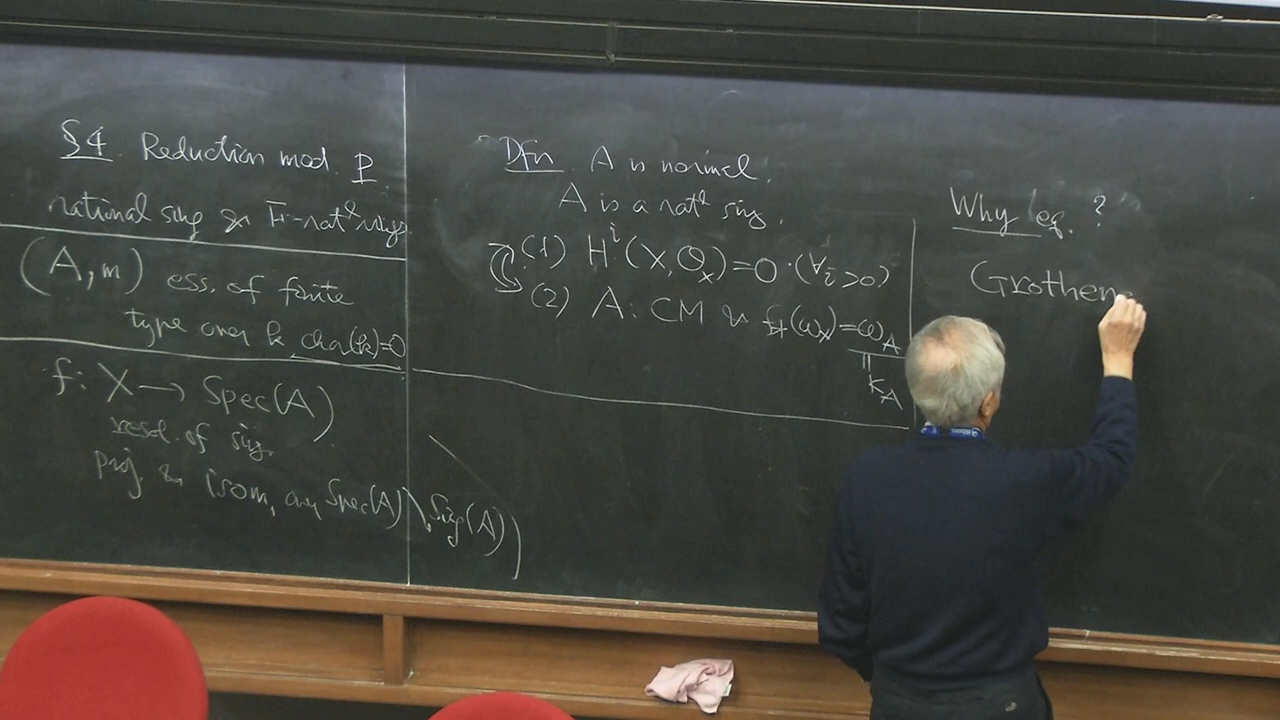 §4. Reduction mod. p.
rational sing & F-rat^l sing
(A, m) ess. of finite
type over k char(k)=0
f: X → Spec(A)
resol. of sing.
proj. & isom, over Spec(A) \ Sing(A)
Dfn. A is normal.
A is a rat^l sing.
(1) H^i(X, O_X) = 0 (∀i>0)
(2) A: CM & f_*(ω_X) = ω_A
||
K_A
Why eq. ?
Grothen